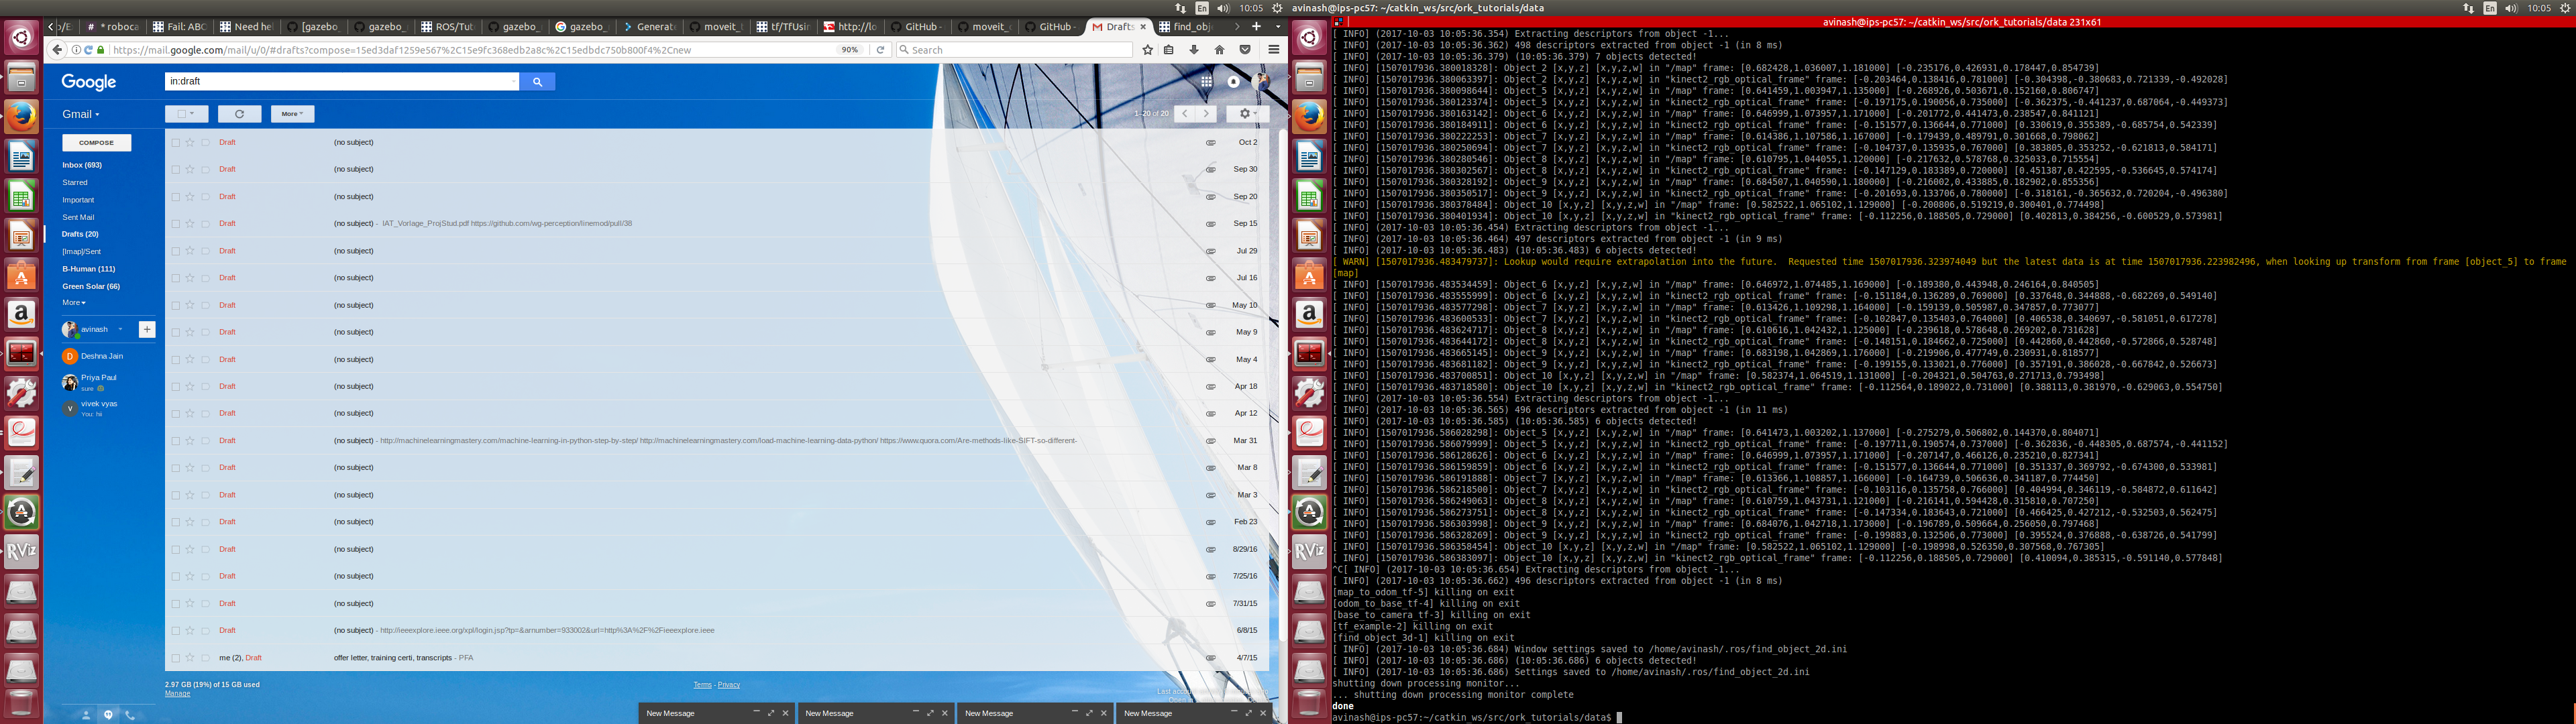 En 10:05
avinash@ips-pc57: ~/catkin_ws/src/ork_tutorials/data
En 10:05
* roboca
Fail: ABC
Need hel
[gazebo_
gazebo_
ROS/Tut
gazebo_
gazebo_
Generat
moveit_
tf/TfUsin
http://lo
GitHub -
moveit_c
GitHub -
Drafts
find_obj
https://mail.google.com/mail/u/0/#drafts?compose=15ed3daf1259e567%2C15e9fc368edb2a8c%2C15edbdc750b800f4%2Cnew
90%
Search
Google
in:draft
Gmail
More
1-20 of 20
COMPOSE
Inbox (693)
Starred
Important
Sent Mail
Drafts (20)
[Imap]/Sent
B-Human (111)
Green Solar (66)
More
avinash
Deshna Jain
Priya Paul
sure
vivek vyas
You: hi
Draft (no subject) Oct 2
Draft (no subject) Sep 30
Draft (no subject) Sep 20
Draft (no subject) - IAT_Vorlage_ProjStud.pdf https://github.com/wg-perception/linemod/pull/38 Sep 15
Draft (no subject) Jul 29
Draft (no subject) Jul 16
Draft (no subject) May 10
Draft (no subject) May 9
Draft (no subject) May 4
Draft (no subject) Apr 18
Draft (no subject) Apr 12
Draft (no subject) - http://machinelearningmastery.com/machine-learning-in-python-step-by-step/ http://machinelearningmastery.com/load-machine-learning-data-python/ https://www.quora.com/Are-methods-like-SIFT-so-different- Mar 31
Draft (no subject) Mar 8
Draft (no subject) Mar 3
Draft (no subject) Feb 23
Draft (no subject) 8/29/16
Draft (no subject) 7/25/16
Draft (no subject) 7/31/15
Draft (no subject) - http://ieeexplore.ieee.org/xpl/login.jsp?tp=&arnumber=933002&url=http%3A%2F%2Fieeexplore.ieee 6/8/15
me (2), Draft offer letter, training certi, transcripts - PFA 4/7/15
2.97 GB (19%) of 15 GB used
Manage
Terms - Privacy
Last account
New Message
New Message
New Message
New Message
avinash@ips-pc57: ~/catkin_ws/src/ork_tutorials/data 231x61
[ INFO] (2017-10-03 10:05:36.354) Extracting descriptors from object -1...
[ INFO] (2017-10-03 10:05:36.362) 498 descriptors extracted from object -1 (in 8 ms)
[ INFO] (2017-10-03 10:05:36.379) (10:05:36.379) 7 objects detected!
[ INFO] [1507017936.380018328]: Object_2 [x,y,z] [x,y,z,w] in "/map" frame: [0.682428,1.036007,1.181000] [-0.235176,0.426931,0.178447,0.854739]
[ INFO] [1507017936.380063397]: Object_2 [x,y,z] [x,y,z,w] in "kinect2_rgb_optical_frame" frame: [-0.203464,0.138416,0.781000] [-0.304398,-0.380683,0.721339,-0.492028]
[ INFO] [1507017936.380098644]: Object_5 [x,y,z] [x,y,z,w] in "/map" frame: [0.641459,1.003947,1.135000] [-0.268926,0.503671,0.152160,0.806747]
[ INFO] [1507017936.380123374]: Object_5 [x,y,z] [x,y,z,w] in "kinect2_rgb_optical_frame" frame: [-0.197175,0.190056,0.735000] [-0.362375,-0.441237,0.687064,-0.449373]
[ INFO] [1507017936.380163142]: Object_6 [x,y,z] [x,y,z,w] in "/map" frame: [0.646999,1.073957,1.171000] [-0.201772,0.441473,0.238547,0.841121]
[ INFO] [1507017936.380184911]: Object_6 [x,y,z] [x,y,z,w] in "kinect2_rgb_optical_frame" frame: [-0.151577,0.136644,0.771000] [0.330619,0.355389,-0.685754,0.542339]
[ INFO] [1507017936.380222253]: Object_7 [x,y,z] [x,y,z,w] in "/map" frame: [0.614386,1.107586,1.167000] [-0.179439,0.489791,0.301668,0.798062]
[ INFO] [1507017936.380250694]: Object_7 [x,y,z] [x,y,z,w] in "kinect2_rgb_optical_frame" frame: [-0.104737,0.135935,0.767000] [0.383805,0.353252,-0.621813,0.584171]
[ INFO] [1507017936.380280546]: Object_8 [x,y,z] [x,y,z,w] in "/map" frame: [0.610795,1.044055,1.120000] [-0.217632,0.578768,0.325033,0.715554]
[ INFO] [1507017936.380302567]: Object_8 [x,y,z] [x,y,z,w] in "kinect2_rgb_optical_frame" frame: [-0.147129,0.183389,0.720000] [0.451387,0.422595,-0.536645,0.574174]
[ INFO] [1507017936.380328192]: Object_9 [x,y,z] [x,y,z,w] in "/map" frame: [0.684507,1.040590,1.180000] [-0.216002,0.433885,0.182902,0.855356]
[ INFO] [1507017936.380350517]: Object_9 [x,y,z] [x,y,z,w] in "kinect2_rgb_optical_frame" frame: [-0.201693,0.133706,0.780000] [-0.318161,-0.365632,0.720204,-0.496380]
[ INFO] [1507017936.380378484]: Object_10 [x,y,z] [x,y,z,w] in "/map" frame: [0.582522,1.065102,1.129000] [-0.200806,0.519219,0.300401,0.774498]
[ INFO] [1507017936.380401934]: Object_10 [x,y,z] [x,y,z,w] in "kinect2_rgb_optical_frame" frame: [-0.112256,0.188505,0.729000] [0.402813,0.384256,-0.600529,0.573981]
[ INFO] (2017-10-03 10:05:36.454) Extracting descriptors from object -1...
[ INFO] (2017-10-03 10:05:36.464) 497 descriptors extracted from object -1 (in 9 ms)
[ INFO] (2017-10-03 10:05:36.483) (10:05:36.483) 6 objects detected!
[ WARN] [1507017936.483479737]: Lookup would require extrapolation into the future.  Requested time 1507017936.323974049 but the latest data is at time 1507017936.223982496, when looking up transform from frame [object_5] to frame
[map]
[ INFO] [1507017936.483534459]: Object_6 [x,y,z] [x,y,z,w] in "/map" frame: [0.646972,1.074485,1.169000] [-0.189380,0.443948,0.246164,0.840505]
[ INFO] [1507017936.483555999]: Object_6 [x,y,z] [x,y,z,w] in "kinect2_rgb_optical_frame" frame: [-0.151184,0.136289,0.769000] [0.337648,0.344888,-0.682269,0.549140]
[ INFO] [1507017936.483577298]: Object_7 [x,y,z] [x,y,z,w] in "/map" frame: [0.613426,1.109298,1.164000] [-0.159139,0.505987,0.347857,0.773077]
[ INFO] [1507017936.483600533]: Object_7 [x,y,z] [x,y,z,w] in "kinect2_rgb_optical_frame" frame: [-0.102847,0.135403,0.764000] [0.406538,0.340697,-0.581051,0.617278]
[ INFO] [1507017936.483624717]: Object_8 [x,y,z] [x,y,z,w] in "/map" frame: [0.610616,1.042432,1.125000] [-0.239618,0.578648,0.269202,0.731628]
[ INFO] [1507017936.483644172]: Object_8 [x,y,z] [x,y,z,w] in "kinect2_rgb_optical_frame" frame: [-0.148151,0.184662,0.725000] [0.442860,0.442860,-0.572866,0.528748]
[ INFO] [1507017936.483665145]: Object_9 [x,y,z] [x,y,z,w] in "/map" frame: [0.683198,1.042869,1.176000] [-0.219906,0.477749,0.230931,0.818577]
[ INFO] [1507017936.483681182]: Object_9 [x,y,z] [x,y,z,w] in "kinect2_rgb_optical_frame" frame: [-0.199155,0.133021,0.776000] [0.357191,0.386028,-0.667842,0.526673]
[ INFO] [1507017936.483700851]: Object_10 [x,y,z] [x,y,z,w] in "/map" frame: [0.582374,1.064519,1.131000] [-0.204321,0.504763,0.271713,0.793498]
[ INFO] [1507017936.483718580]: Object_10 [x,y,z] [x,y,z,w] in "kinect2_rgb_optical_frame" frame: [-0.112564,0.189022,0.731000] [0.388113,0.381970,-0.629063,0.554750]
[ INFO] (2017-10-03 10:05:36.554) Extracting descriptors from object -1...
[ INFO] (2017-10-03 10:05:36.565) 496 descriptors extracted from object -1 (in 11 ms)
[ INFO] (2017-10-03 10:05:36.585) (10:05:36.585) 6 objects detected!
[ INFO] [1507017936.586028298]: Object_5 [x,y,z] [x,y,z,w] in "/map" frame: [0.641473,1.003202,1.137000] [-0.275279,0.506802,0.144370,0.804071]
[ INFO] [1507017936.586079999]: Object_5 [x,y,z] [x,y,z,w] in "kinect2_rgb_optical_frame" frame: [-0.197711,0.190574,0.737000] [-0.362836,-0.448305,0.687574,-0.441152]
[ INFO] [1507017936.586128626]: Object_6 [x,y,z] [x,y,z,w] in "/map" frame: [0.646999,1.073957,1.171000] [-0.207147,0.466126,0.235210,0.827341]
[ INFO] [1507017936.586159859]: Object_6 [x,y,z] [x,y,z,w] in "kinect2_rgb_optical_frame" frame: [-0.151577,0.136644,0.771000] [0.351337,0.369792,-0.674300,0.533981]
[ INFO] [1507017936.586191888]: Object_7 [x,y,z] [x,y,z,w] in "/map" frame: [0.613366,1.108857,1.166000] [-0.164739,0.506636,0.341187,0.774450]
[ INFO] [1507017936.586218500]: Object_7 [x,y,z] [x,y,z,w] in "kinect2_rgb_optical_frame" frame: [-0.103116,0.135758,0.766000] [0.404994,0.346119,-0.584872,0.611642]
[ INFO] [1507017936.586249063]: Object_8 [x,y,z] [x,y,z,w] in "/map" frame: [0.610759,1.043731,1.121000] [-0.216141,0.594428,0.315810,0.707250]
[ INFO] [1507017936.586273751]: Object_8 [x,y,z] [x,y,z,w] in "kinect2_rgb_optical_frame" frame: [-0.147334,0.183643,0.721000] [0.466425,0.427212,-0.532503,0.562475]
[ INFO] [1507017936.586303998]: Object_9 [x,y,z] [x,y,z,w] in "/map" frame: [0.684076,1.042718,1.173000] [-0.196789,0.509664,0.256050,0.797468]
[ INFO] [1507017936.586328269]: Object_9 [x,y,z] [x,y,z,w] in "kinect2_rgb_optical_frame" frame: [-0.199883,0.132506,0.773000] [0.395524,0.376888,-0.638726,0.541799]
[ INFO] [1507017936.586358454]: Object_10 [x,y,z] [x,y,z,w] in "/map" frame: [0.582522,1.065102,1.129000] [-0.198998,0.526350,0.307568,0.767305]
[ INFO] [1507017936.586383097]: Object_10 [x,y,z] [x,y,z,w] in "kinect2_rgb_optical_frame" frame: [-0.112256,0.188505,0.729000] [0.410094,0.385315,-0.591140,0.577848]
^C[ INFO] (2017-10-03 10:05:36.654) Extracting descriptors from object -1...
[ INFO] (2017-10-03 10:05:36.662) 496 descriptors extracted from object -1 (in 8 ms)
[map_to_odom_tf-5] killing on exit
[odom_to_base_tf-4] killing on exit
[base_to_camera_tf-3] killing on exit
[tf_example-2] killing on exit
[find_object_3d-1] killing on exit
[ INFO] (2017-10-03 10:05:36.684) Window settings saved to /home/avinash/.ros/find_object_2d.ini
[ INFO] (2017-10-03 10:05:36.686) (10:05:36.686) 6 objects detected!
[ INFO] (2017-10-03 10:05:36.686) Settings saved to /home/avinash/.ros/find_object_2d.ini
shutting down processing monitor...
... shutting down processing monitor complete
done
avinash@ips-pc57:~/catkin_ws/src/ork_tutorials/data$